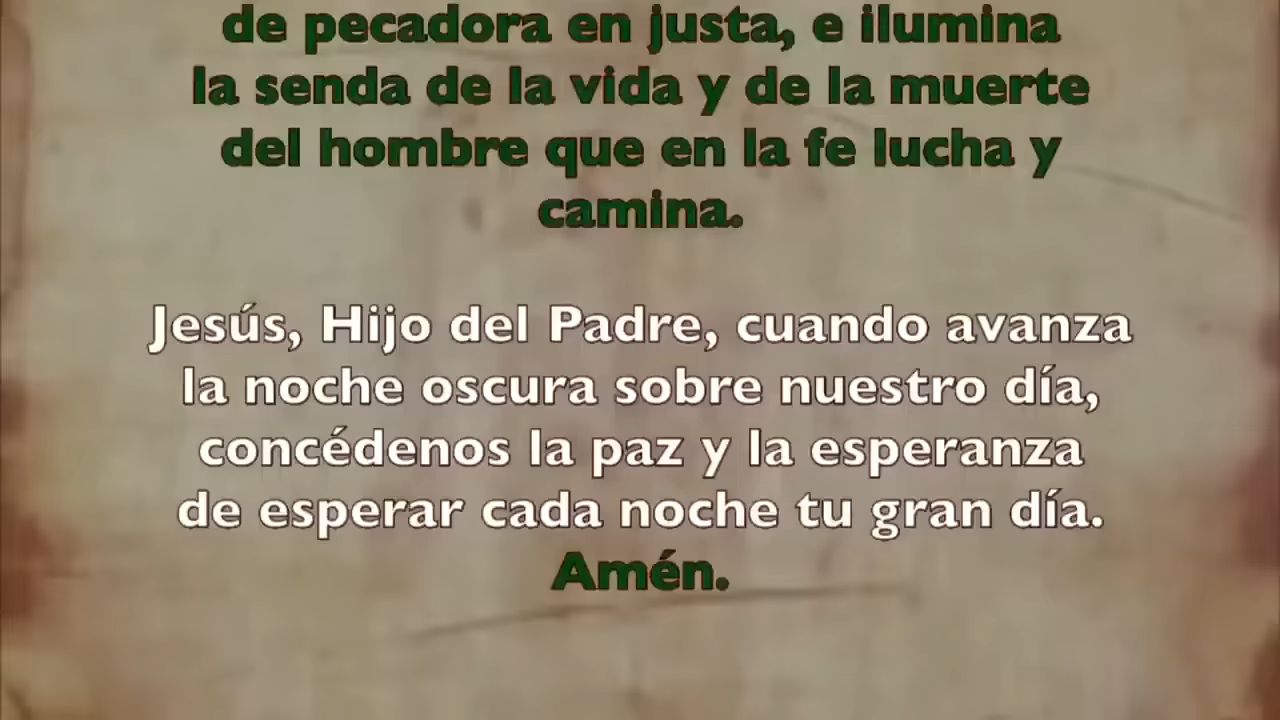 de pecadora en justa, e ilumina
la senda de la vida y de la muerte
del hombre que en la fe lucha y
camina.
Jesús, Hijo del Padre, cuando avanza
la noche oscura sobre nuestro día,
concédenos la paz y la esperanza
de esperar cada noche tu gran día.
Amén.